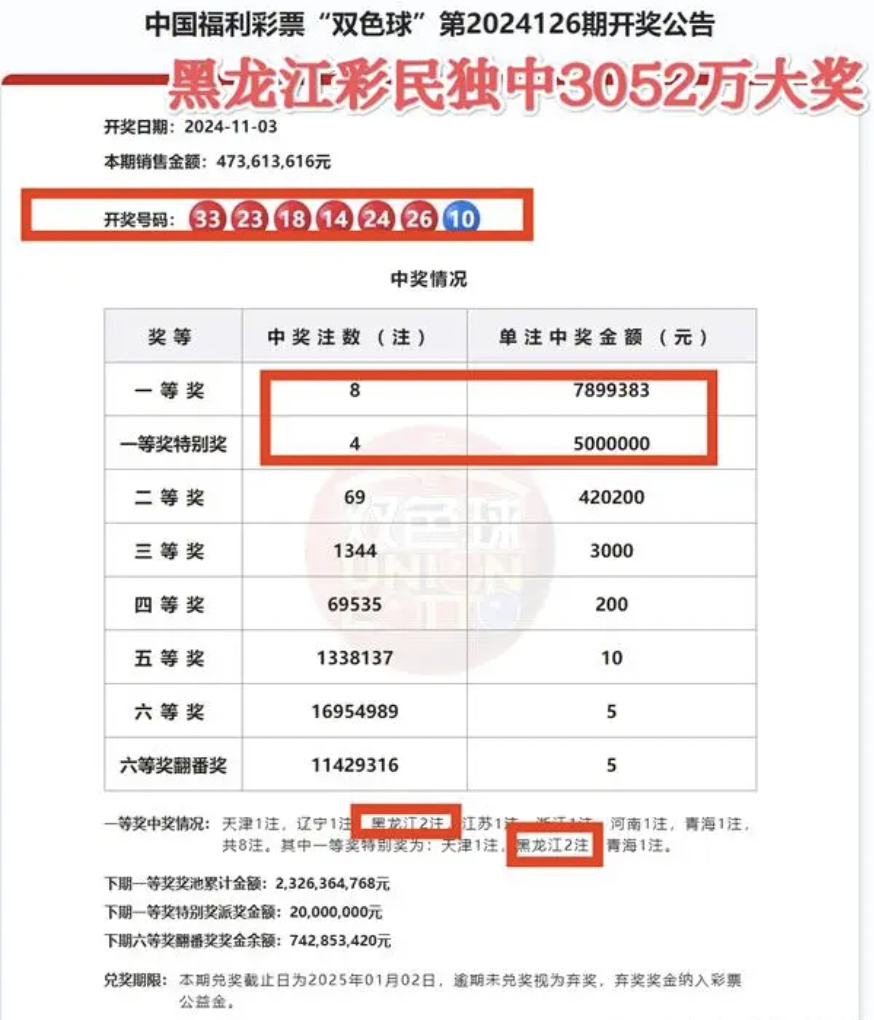 中国福利彩票“双色球”第2024126期开奖公告
黑龙江彩民独中3052万大奖
开奖日期：2024-11-03
本期销售金额：473,613,616元
开奖号码：33 23 18 14 24 26 10
中奖情况
奖等 中奖注数（注） 单注中奖金额（元）
一等奖 8 7899383
一等奖特别奖 4 5000000
二等奖 69 420200
三等奖 1344 3000
四等奖 69535 200
五等奖 1338137 10
六等奖 16954989 5
六等奖翻番奖 11429316 5
双色球
UNION
一等奖中奖情况：天津1注，辽宁1注，黑龙江2注，江苏1注，浙江1注，河南1注，青海1注，
共8注。其中一等奖特别奖为：天津1注，黑龙江2注，青海1注。
下期一等奖奖池累计金额：2,326,364,768元
下期一等奖特别奖派奖金额：20,000,000元
下期六等奖翻番奖奖金余额：742,853,420元
兑奖期限：本期兑奖截止日为2025年01月02日，逾期未兑奖视为弃奖，弃奖奖金纳入彩票
公益金。